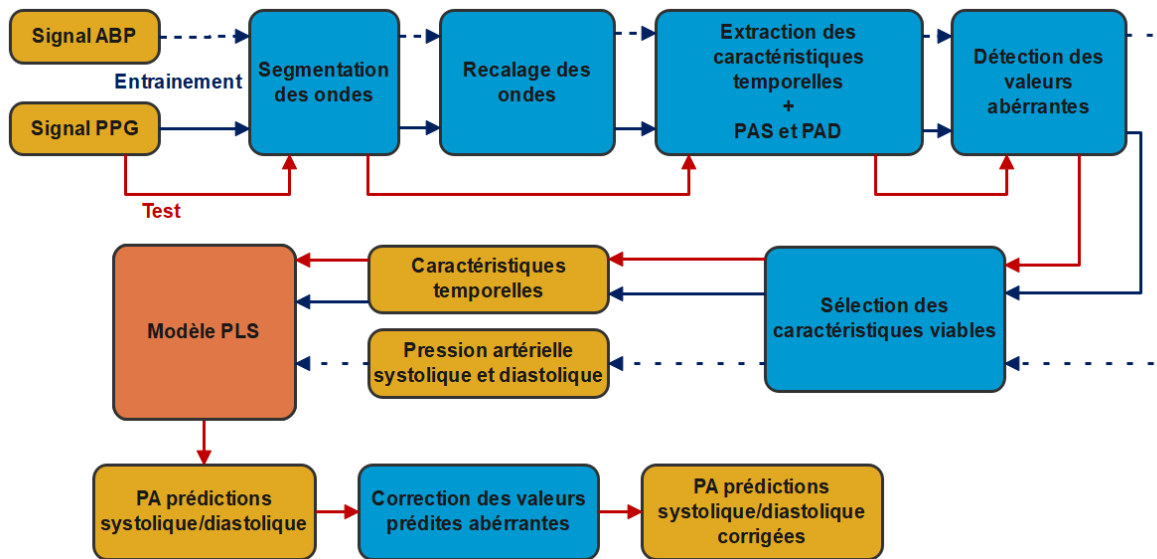 Signal ABP
Entrainement
Signal PPG
Test
Segmentation
des ondes
Recalage des
ondes
Extraction des
caractéristiques
temporelles
+
PAS et PAD
Détection des
valeurs
abérrantes
Modèle PLS
Caractéristiques
temporelles
Pression artérielle
systolique et diastolique
Sélection des
caractéristiques viables
PA prédictions
systolique/diastolique
Correction des valeurs
prédites abérrantes
PA prédictions
systolique/diastolique
corrigées